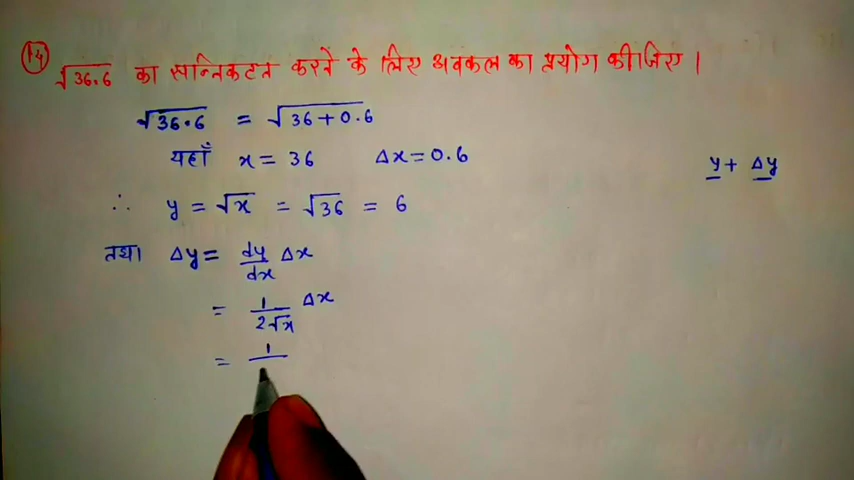 14 √36.6 का सन्निकटन करने के लिए अवकल का प्रयोग कीजिए।
√36.6 = √36+0.6
यहाँ x = 36 Δx = 0.6
y + Δy
∴ y = √x = √36 = 6
तथा Δy = dy/dx Δx
= 1/2√x Δx
= 1/